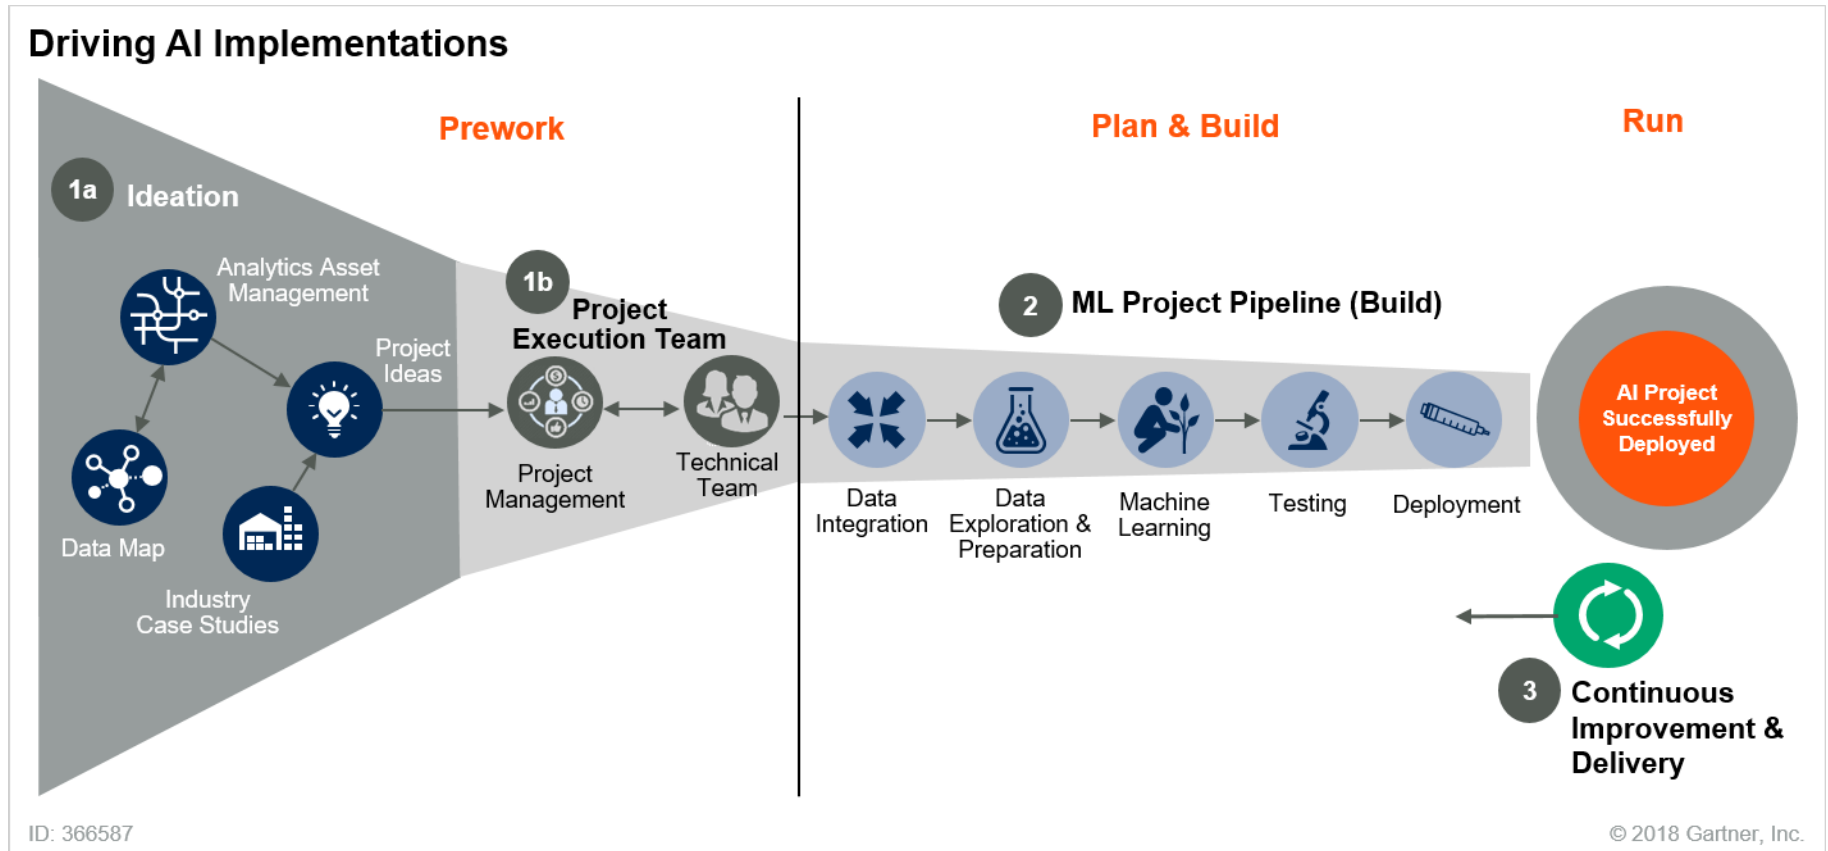 Driving AI Implementations
Prework
Plan & Build
Run
1a
Ideation
Analytics Asset
Management
Project
Ideas
Data Map
Industry
Case Studies
1b
Project
Execution Team
Project
Management
Technical
Team
2
ML Project Pipeline (Build)
Data
Integration
Data
Exploration &
Preparation
Machine
Learning
Testing
Deployment
AI Project
Successfully
Deployed
3
Continuous
Improvement &
Delivery
ID: 366587
© 2018 Gartner, Inc.